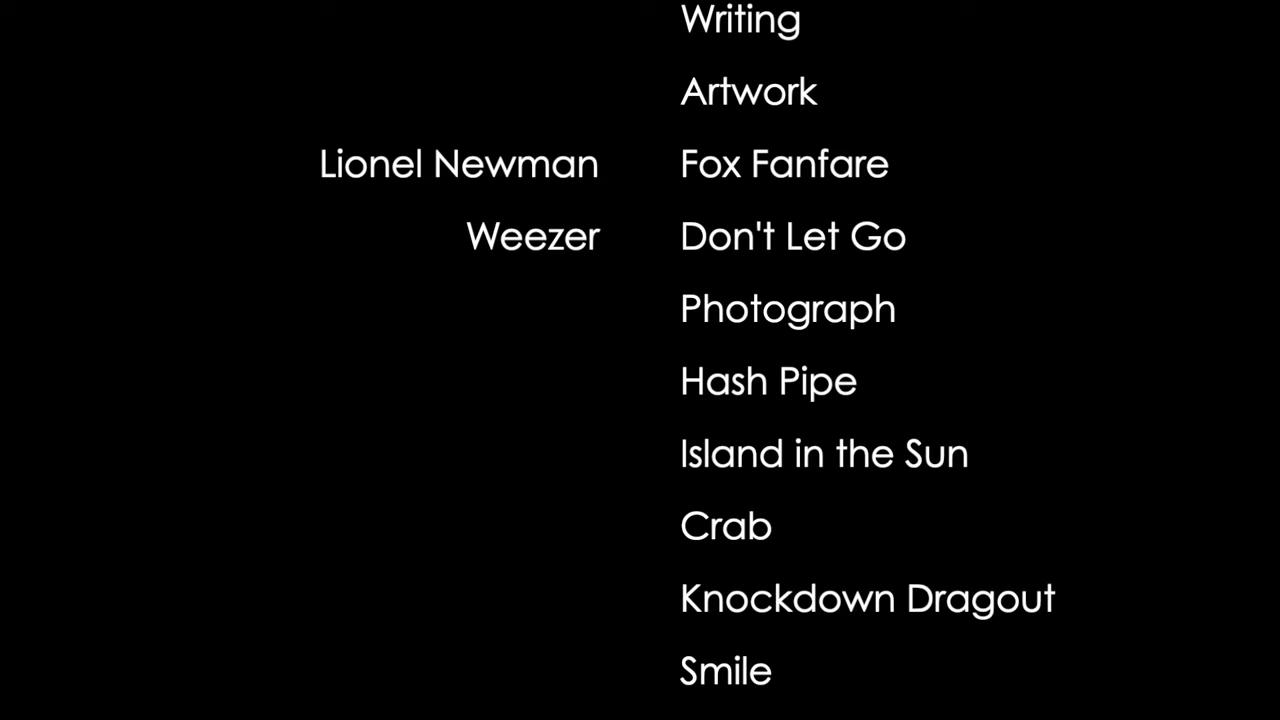 Writing
Artwork
Lionel Newman Fox Fanfare
Weezer Don't Let Go
Photograph
Hash Pipe
Island in the Sun
Crab
Knockdown Dragout
Smile